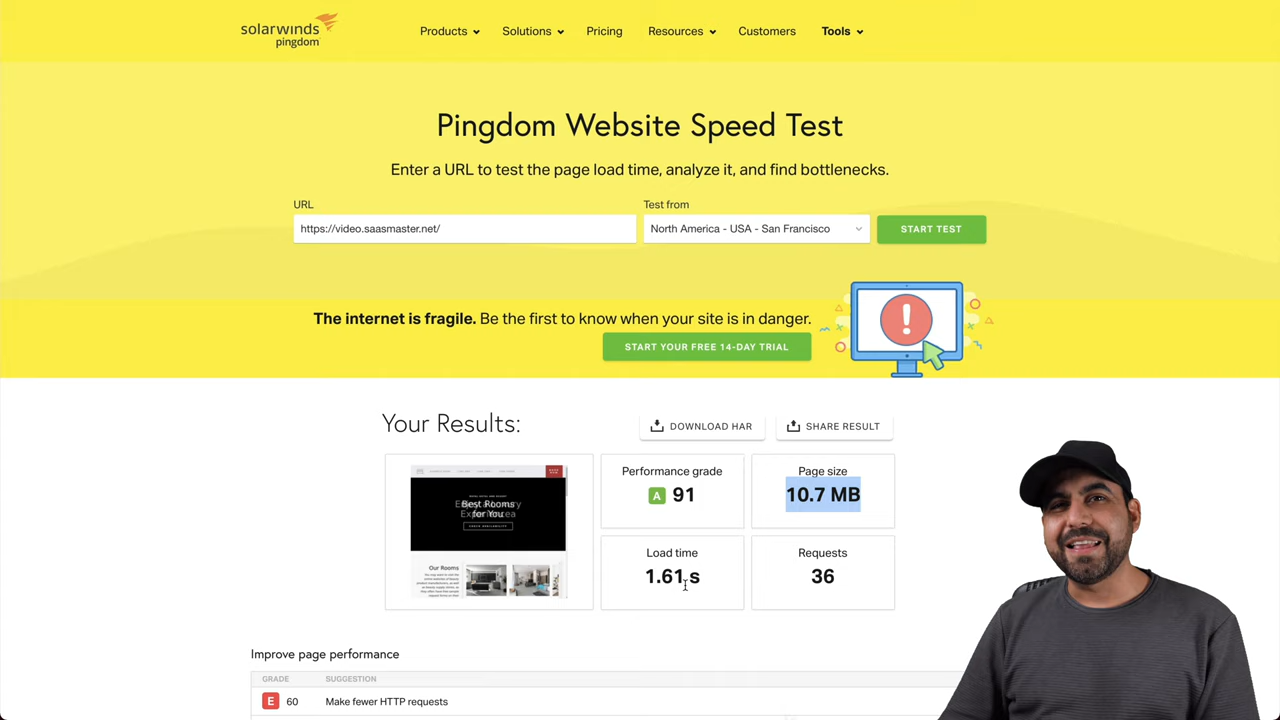 solarwinds
pingdom
Products
Solutions
Pricing
Resources
Customers
Tools
Pingdom Website Speed Test
Enter a URL to test the page load time, analyze it, and find bottlenecks.
URL
Test from
https://video.saasmaster.net/
North America - USA - San Francisco
START TEST
The internet is fragile. Be the first to know when your site is in danger.
START YOUR FREE 14-DAY TRIAL
!
Your Results:
DOWNLOAD HAR
SHARE RESULT
Performance grade
A 91
Page size
10.7 MB
Best Rooms
for You
Our Rooms
Load time
1.61 s
Requests
36
Improve page performance
GRADE
SUGGESTION
E 60
Make fewer HTTP requests